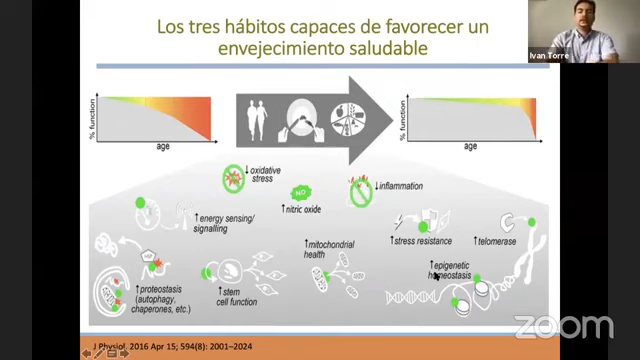 Los tres hábitos capaces de favorecer un
envejecimiento saludable
Ivan Torre
% function
age
% function
age
↓oxidative
stress
NO
↑nitric oxide
↓inflammation
↑energy sensing/
signalling
↑mitochondrial
health
↑stress resistance
↑telomerase
↑epigenetic
homeostasis
↑proteostasis
(autophagy,
chaperones, etc.)
↑stem
cell function
J Physiol. 2016 Apr 15; 594(8): 2001–2024
zoom